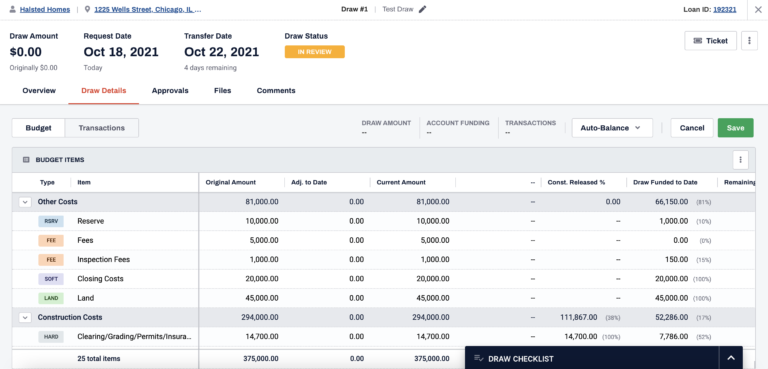 Halsted Homes | 1225 Wells Street, Chicago, IL ... Draw #1 | Test Draw Loan ID: 192321
Draw Amount Request Date Transfer Date Draw Status
$0.00 Oct 18, 2021 Oct 22, 2021 IN REVIEW Ticket
Originally $0.00 Today 4 days remaining
Overview Draw Details Approvals Files Comments
Budget Transactions DRAW AMOUNT -- ACCOUNT FUNDING -- TRANSACTIONS -- Auto-Balance Cancel Save
BUDGET ITEMS
Type Item Original Amount Adj. to Date Current Amount -- Const. Released % Draw Funded to Date Remaining
Other Costs 81,000.00 0.00 81,000.00 -- 0.00 66,150.00 (81%)
RSRV Reserve 10,000.00 0.00 10,000.00 -- -- 1,000.00 (10%)
FEE Fees 5,000.00 0.00 5,000.00 -- -- 0.00 (0%)
FEE Inspection Fees 1,000.00 0.00 1,000.00 -- -- 150.00 (15%)
SOFT Closing Costs 20,000.00 0.00 20,000.00 -- -- 20,000.00 (100%)
LAND Land 45,000.00 0.00 45,000.00 -- -- 45,000.00 (100%)
Construction Costs 294,000.00 0.00 294,000.00 -- 111,867.00 (38%) 52,286.00 (17%)
HARD Clearing/Grading/Permits/Insura... 14,700.00 0.00 14,700.00 -- 14,700.00 (100%) 7,786.00 (52%)
25 total items 375,000.00 0.00 375,000.00
DRAW CHECKLIST